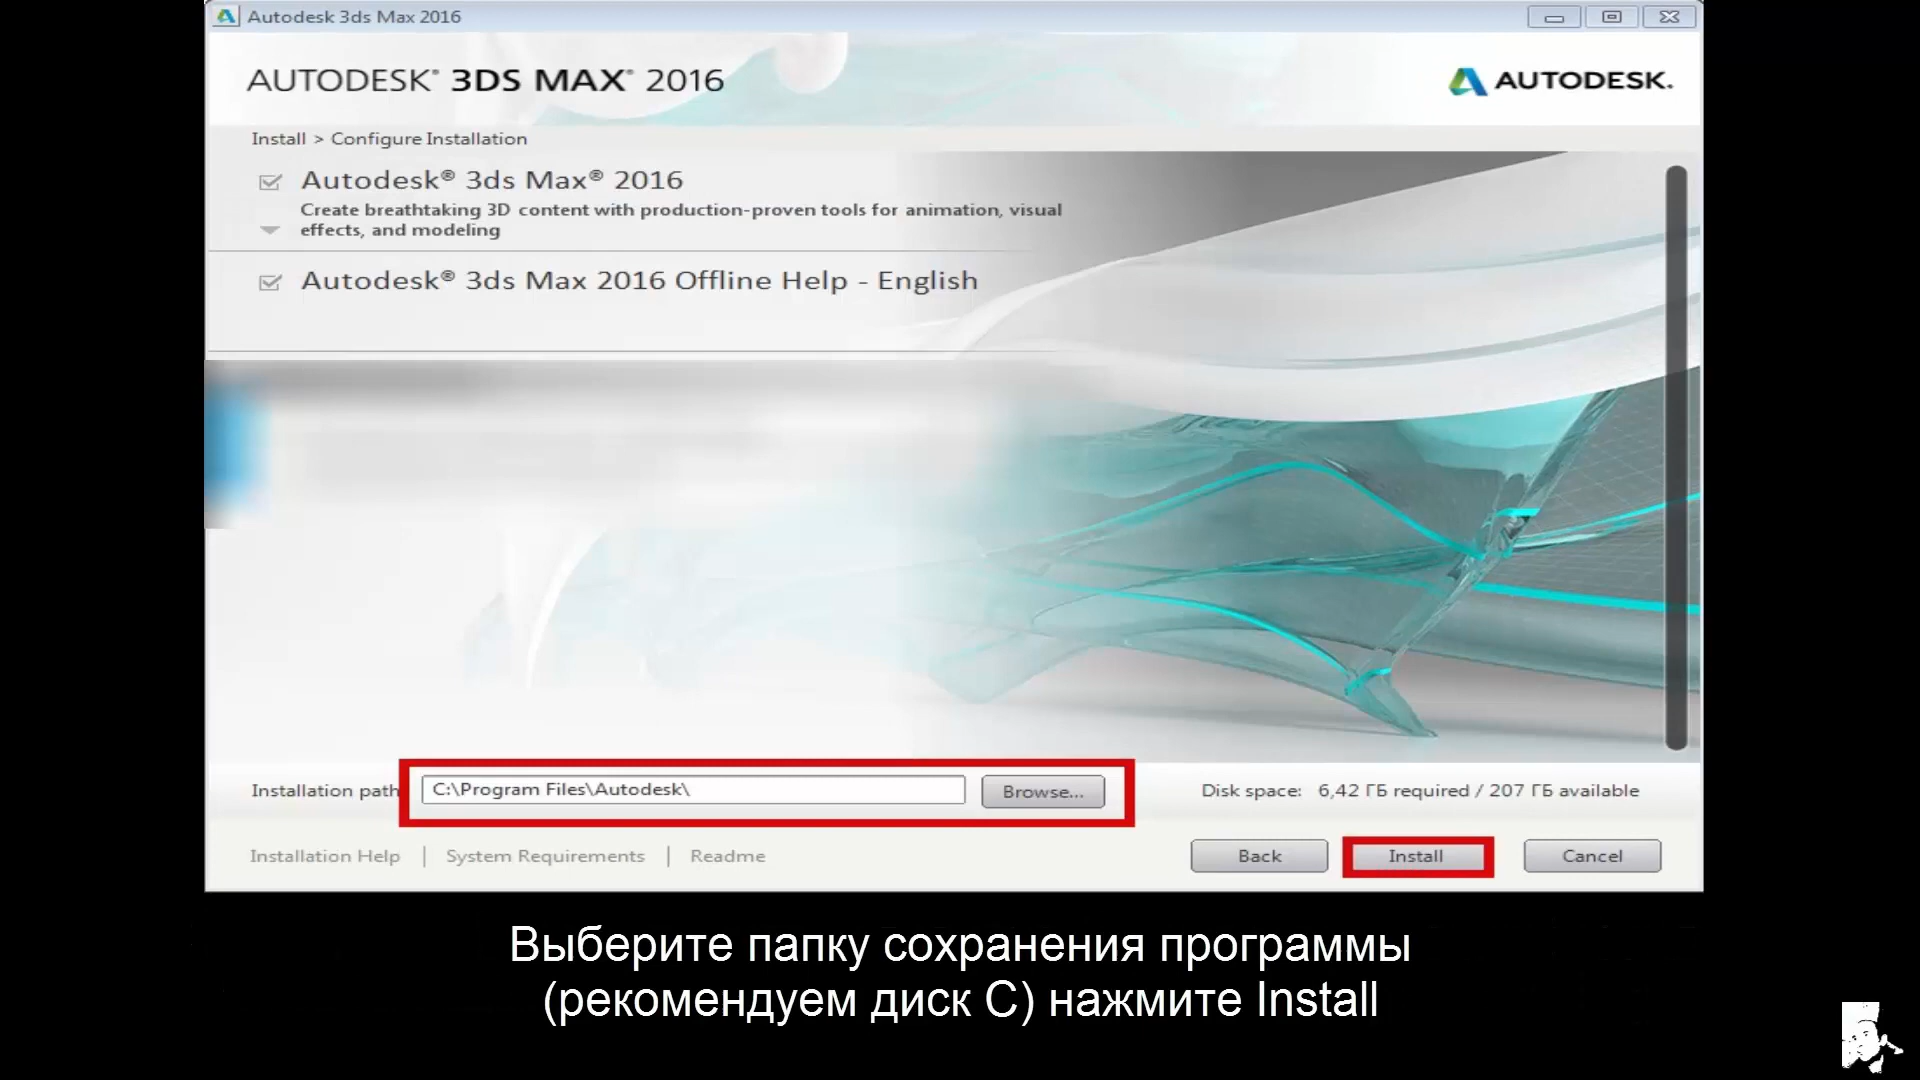 Autodesk 3ds Max 2016
AUTODESK® 3DS MAX® 2016
AUTODESK.
Install > Configure Installation
Autodesk® 3ds Max® 2016
Create breathtaking 3D content with production-proven tools for animation, visual
effects, and modeling
Autodesk® 3ds Max 2016 Offline Help - English
Installation path
C:\Program Files\Autodesk\
Browse...
Disk space: 6,42 ГБ required / 207 ГБ available
Installation Help | System Requirements | Readme
Back
Install
Cancel
Выберите папку сохранения программы
(рекомендуем диск С) нажмите Install